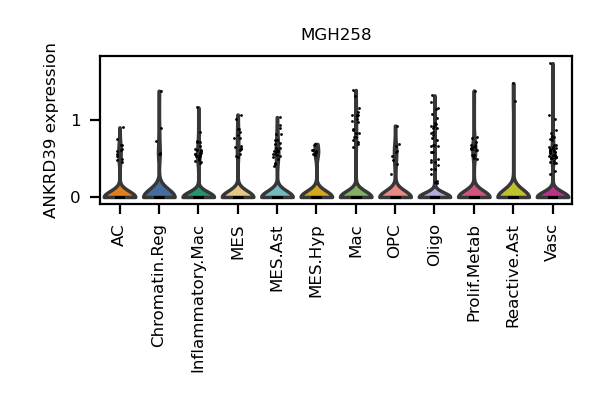 MGH258
ANKRD39 expression
1
0
AC
Chromatin.Reg
Inflammatory.Mac
MES
MES.Ast
MES.Hyp
Mac
OPC
Oligo
Prolif.Metab
Reactive.Ast
Vasc